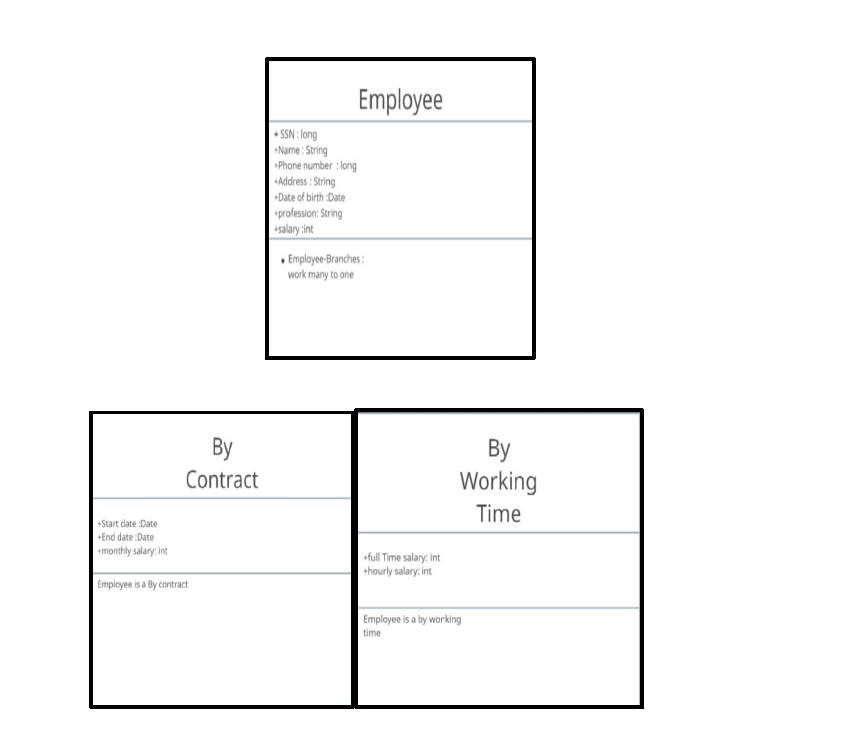 Employee
+ SSN : long
+Name : String
+Phone number : long
+Address : String
+Date of birth :Date
+profession: String
+salary :int
• Employee-Branches :
work many to one
By
Contract
+Start date :Date
+End date :Date
+monthly salary: int
Employee is a By contract
By
Working
Time
+full Time salary: int
+hourly salary: int
Employee is a by working
time